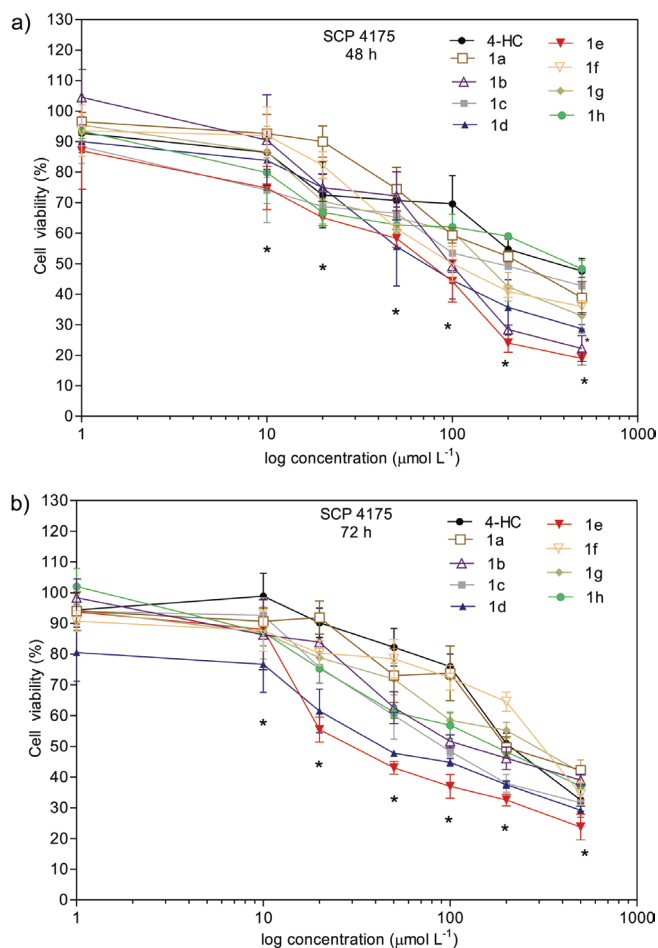 a)
SCP 4175
48 h
4-HC
1a
1b
1c
1d
1e
1f
1g
1h
130
120
110
100
90
80
70
60
50
40
30
20
10
0
Cell viability (%)
* * * * * * *
1 10 100 1000
log concentration (μmol L⁻¹)
b)
SCP 4175
72 h
4-HC
1a
1b
1c
1d
1e
1f
1g
1h
130
120
110
100
90
80
70
60
50
40
30
20
10
0
Cell viability (%)
* * * * * *
1 10 100 1000
log concentration (μmol L⁻¹)